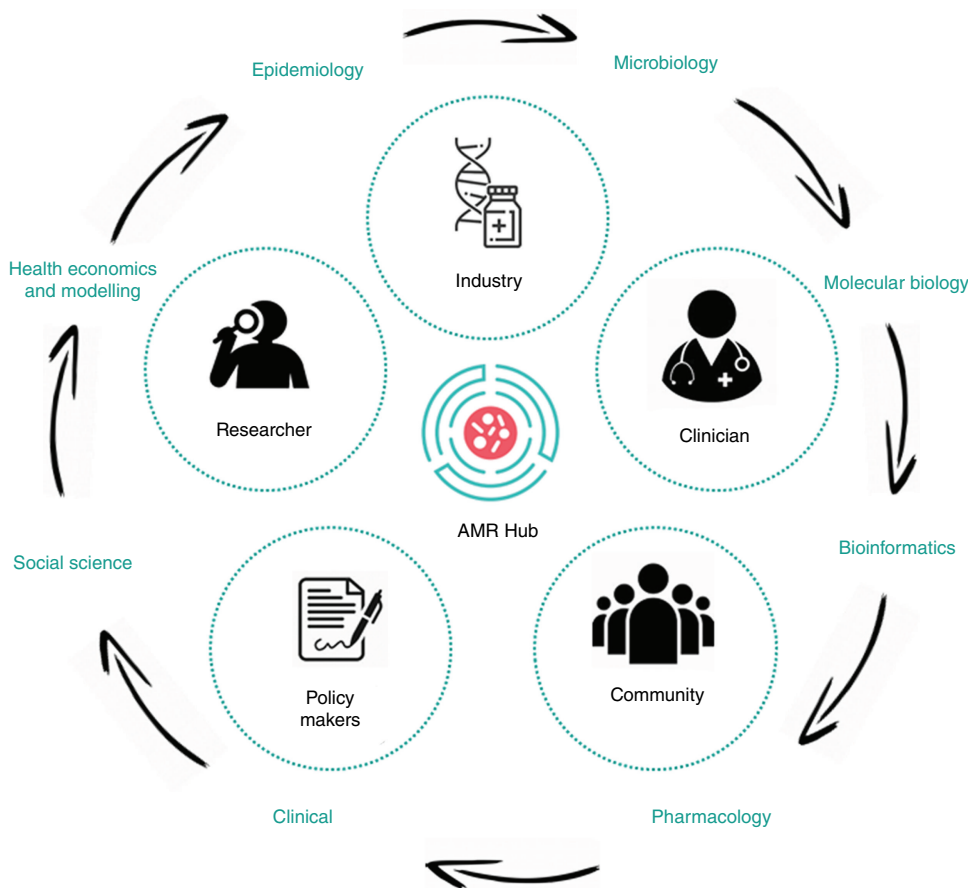 Epidemiology
Microbiology
Industry
Health economics
and modelling
Molecular biology
Researcher
Clinician
AMR Hub
Social science
Bioinformatics
Policy
makers
Community
Clinical
Pharmacology